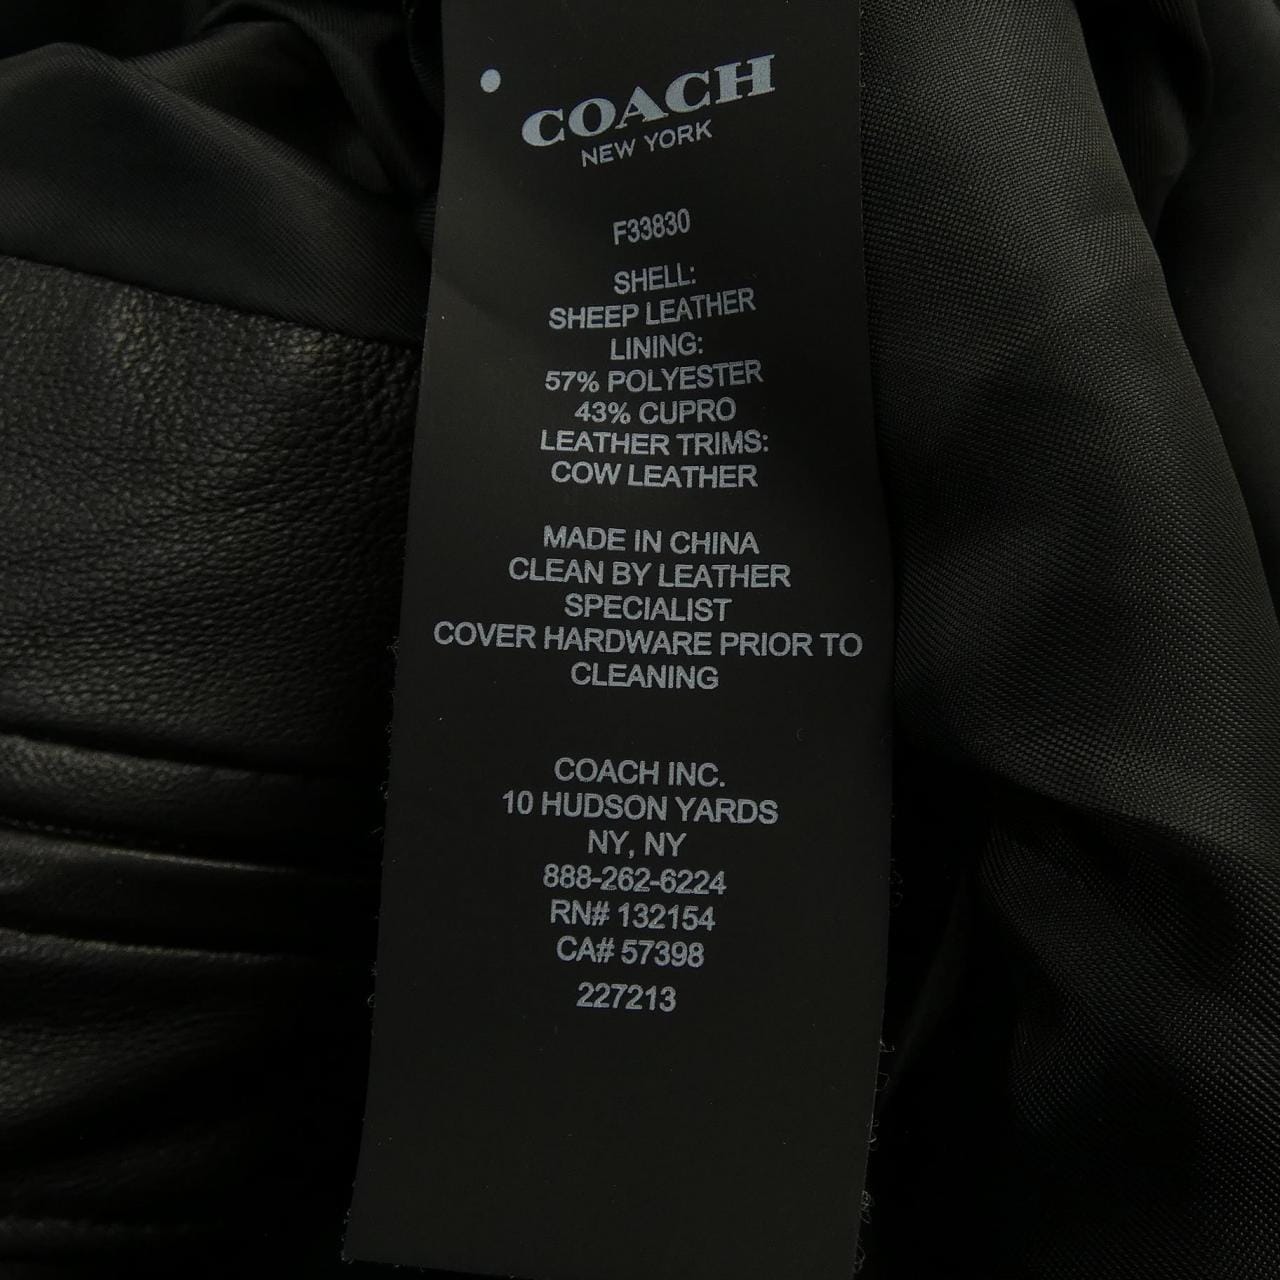 COACH
NEW YORK
F33830
SHELL:
SHEEP LEATHER
LINING:
57% POLYESTER
43% CUPRO
LEATHER TRIMS:
COW LEATHER
MADE IN CHINA
CLEAN BY LEATHER
SPECIALIST
COVER HARDWARE PRIOR TO
CLEANING
COACH INC.
10 HUDSON YARDS
NY, NY
888-262-6224
RN# 132154
CA# 57398
227213